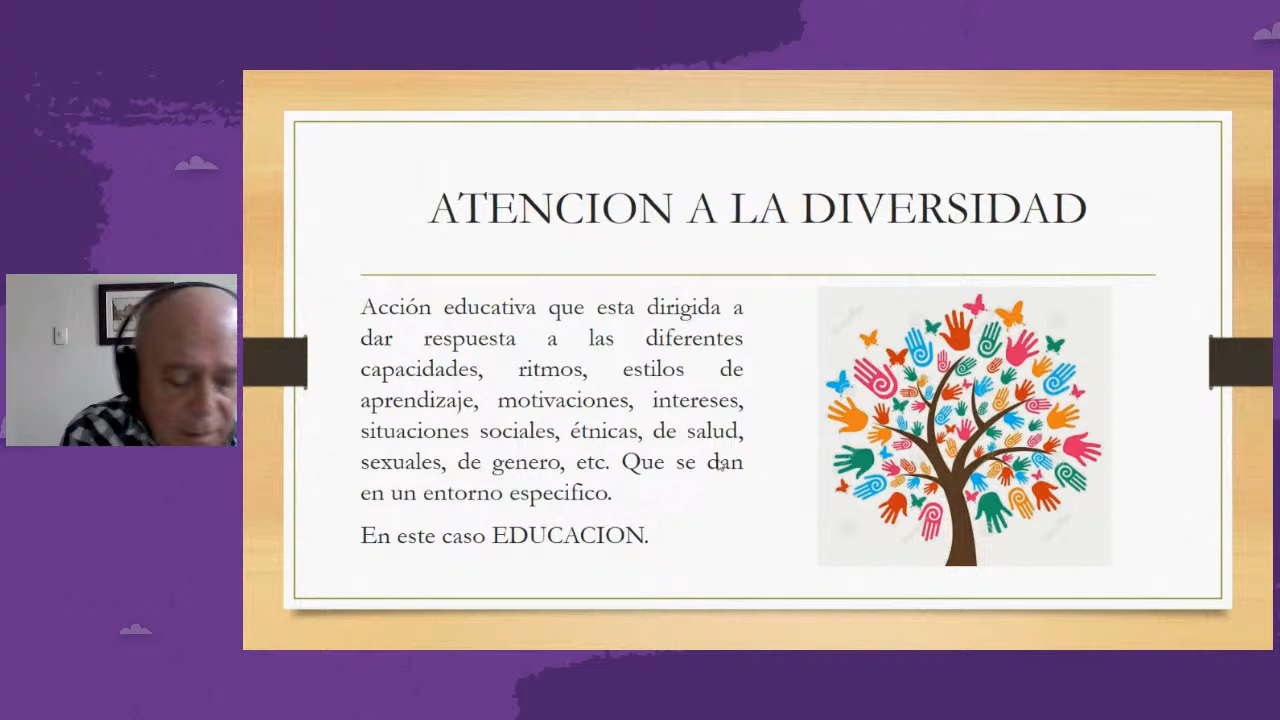 ATENCION A LA DIVERSIDAD
Acción educativa que esta dirigida a
dar respuesta a las diferentes
capacidades, ritmos, estilos de
aprendizaje, motivaciones, intereses,
situaciones sociales, étnicas, de salud,
sexuales, de genero, etc. Que se dan
en un entorno especifico.
En este caso EDUCACION.